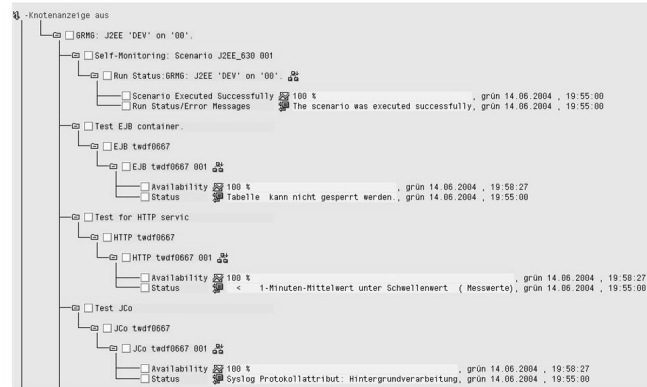 -Knotenanzeige aus
GRMG: J2EE 'DEV' on '00'.
Self-Monitoring: Scenario J2EE_630 001
Run Status:GRMG: J2EE 'DEV' on '00'.
Scenario Executed Successfully 100 % , grün 14.06.2004 , 19:55:00
Run Status/Error Messages The scenario was executed successfully, grün 14.06.2004 , 19:55:00
Test EJB container.
EJB twdf0667
EJB twdf0667 001
Availability 100 % , grün 14.06.2004 , 19:58:27
Status Tabelle kann nicht gesperrt werden., grün 14.06.2004 , 19:55:00
Test for HTTP servic
HTTP twdf0667
HTTP twdf0667 001
Availability 100 % , grün 14.06.2004 , 19:58:27
Status < 1-Minuten-Mittelwert unter Schwellenwert ( Messwerte), grün 14.06.2004 , 19:55:00
Test JCo
JCo twdf0667
JCo twdf0667 001
Availability 100 % , grün 14.06.2004 , 19:58:27
Status Syslog Protokollattribut: Hintergrundverarbeitung, grün 14.06.2004 , 19:55:00